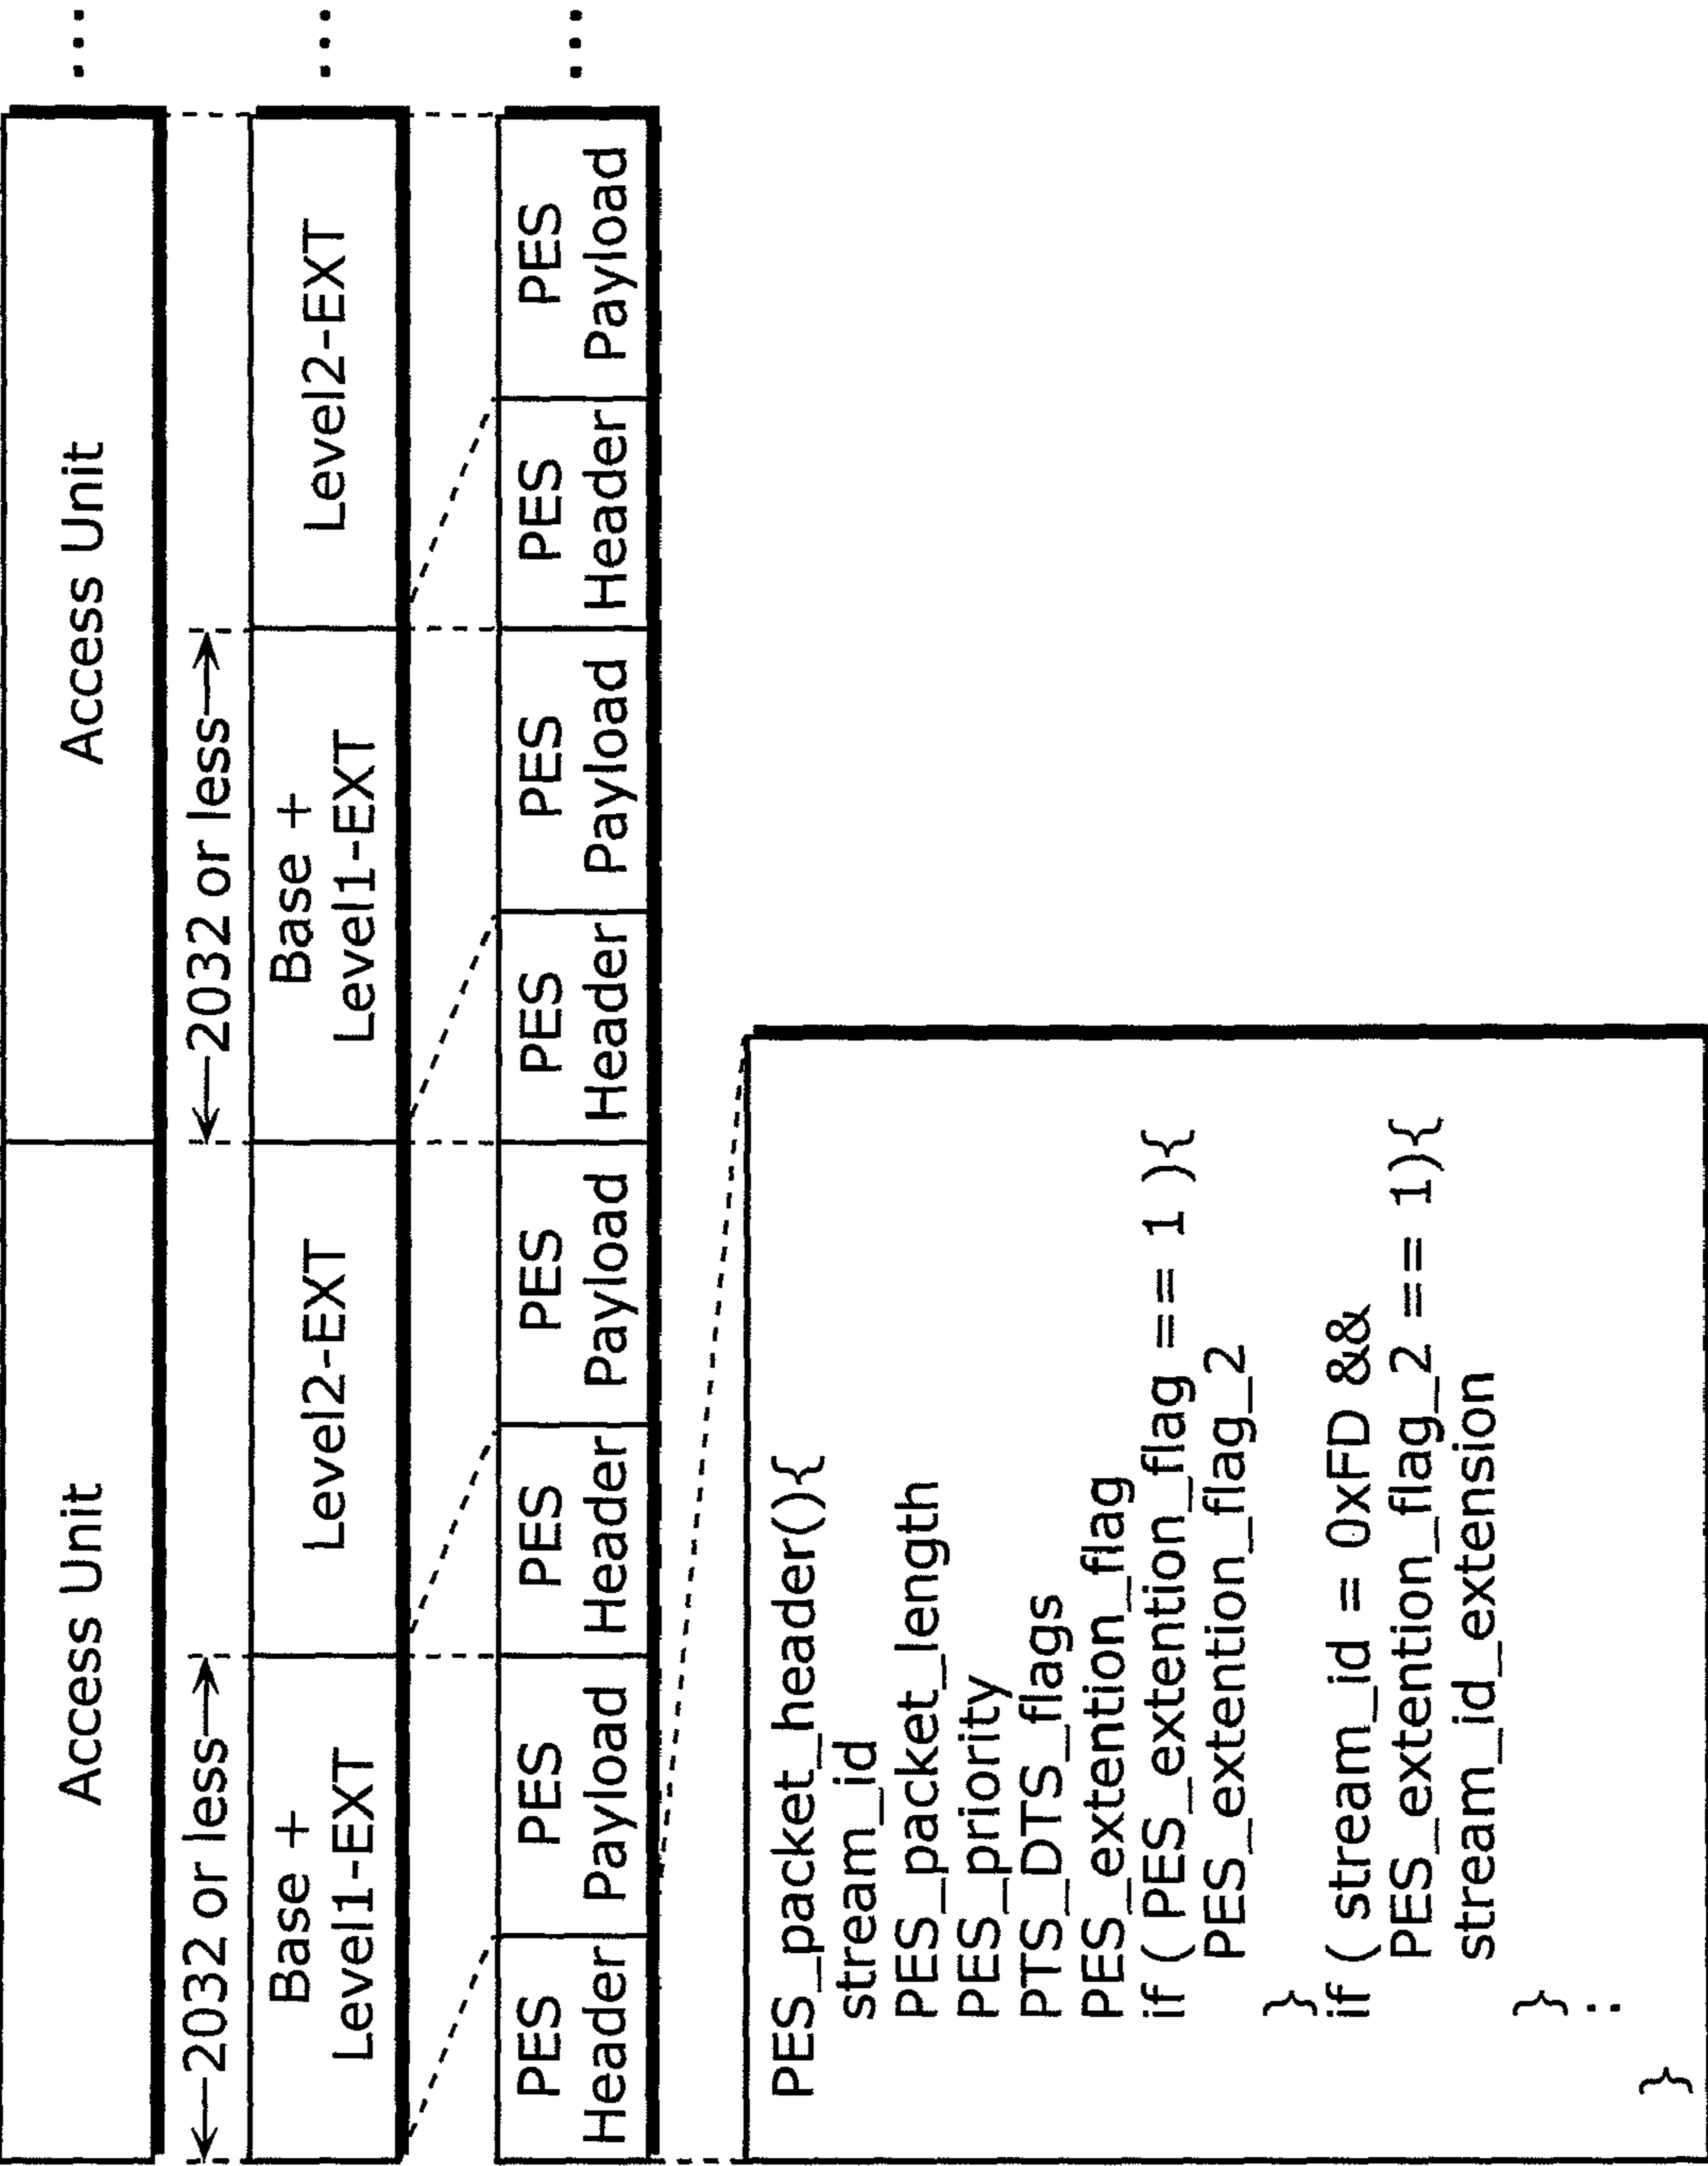 Access Unit
Access Unit
...
2032 or less
2032 or less
Base +
Level1-EXT
Level2-EXT
Base +
Level1-EXT
Level2-EXT
...
PES
Header
PES
Payload
PES
Header
PES
Payload
PES
Header
PES
Payload
PES
Header
PES
Payload
...
PES_packet_header(){
stream_id
PES_packet_length
PES_priority
PTS_DTS_flags
PES_extention_flag
if ( PES_extention_flag == 1 ){
PES_extention_flag_2
}
if ( stream_id = 0xFD &&
PES_extention_flag_2 == 1){
stream_id_extension
}
:
}